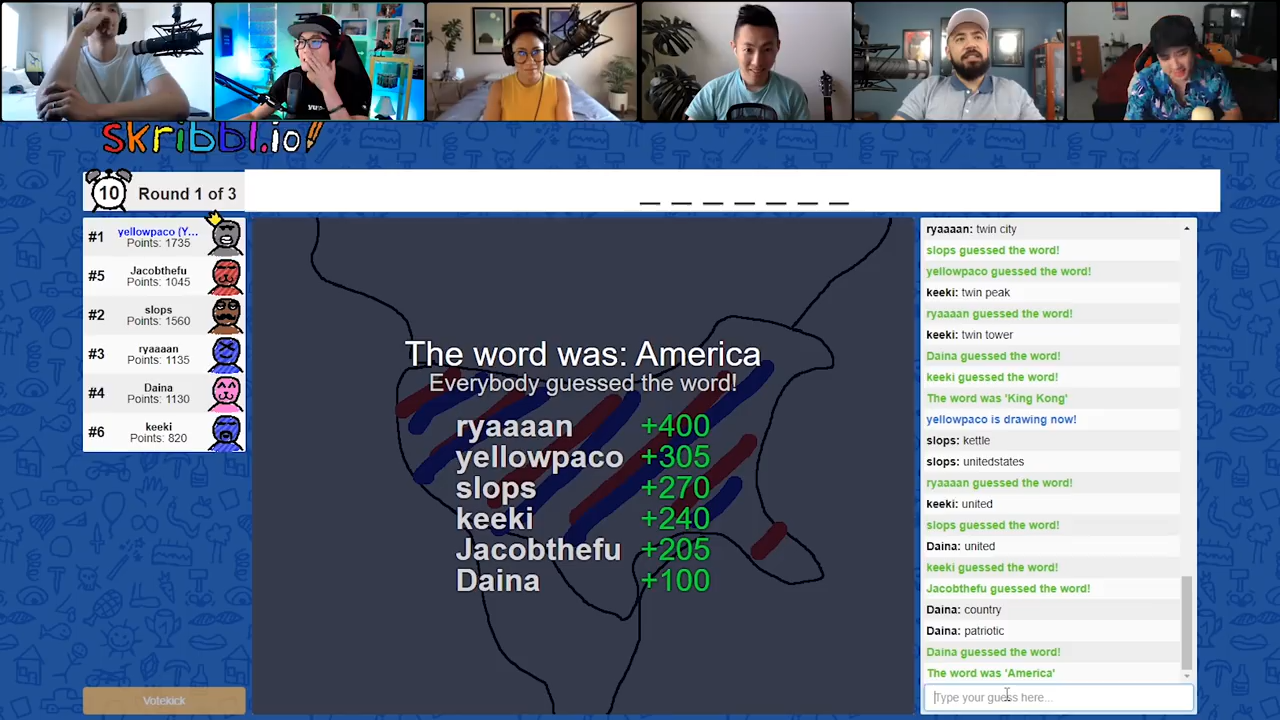 skribbl.io
10
Round 1 of 3
_ _ _ _ _ _ _
#1
yellowpaco (Y...
Points: 1735
#5
Jacobthefu
Points: 1045
#2
slops
Points: 1560
#3
ryaaaan
Points: 1135
#4
Daina
Points: 1130
#6
keeki
Points: 820
Votekick
The word was: America
Everybody guessed the word!
ryaaaan +400
yellowpaco +305
slops +270
keeki +240
Jacobthefu +205
Daina +100
ryaaaan: twin city
slops guessed the word!
yellowpaco guessed the word!
keeki: twin peak
ryaaaan guessed the word!
keeki: twin tower
Daina guessed the word!
keeki guessed the word!
The word was 'King Kong'
yellowpaco is drawing now!
slops: kettle
slops: unitedstates
ryaaaan guessed the word!
keeki: united
slops guessed the word!
Daina: united
keeki guessed the word!
Jacobthefu guessed the word!
Daina: country
Daina: patriotic
Daina guessed the word!
The word was 'America'
Type your guess here...